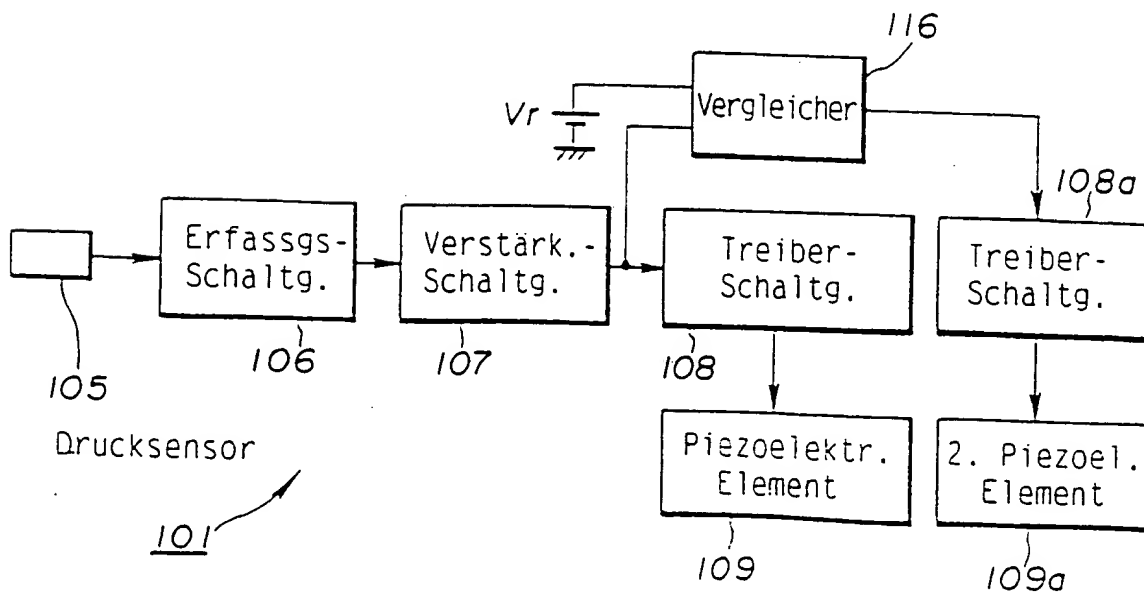 116
Vergleicher
Vr
108a
Erfassgs-
Schaltg.
Verstärk.-
Schaltg.
Treiber-
Schaltg.
Treiber-
Schaltg.
105
106
107
108
Drucksensor
Piezoelektr.
Element
2. Piezoel.
Element
101
109
109a